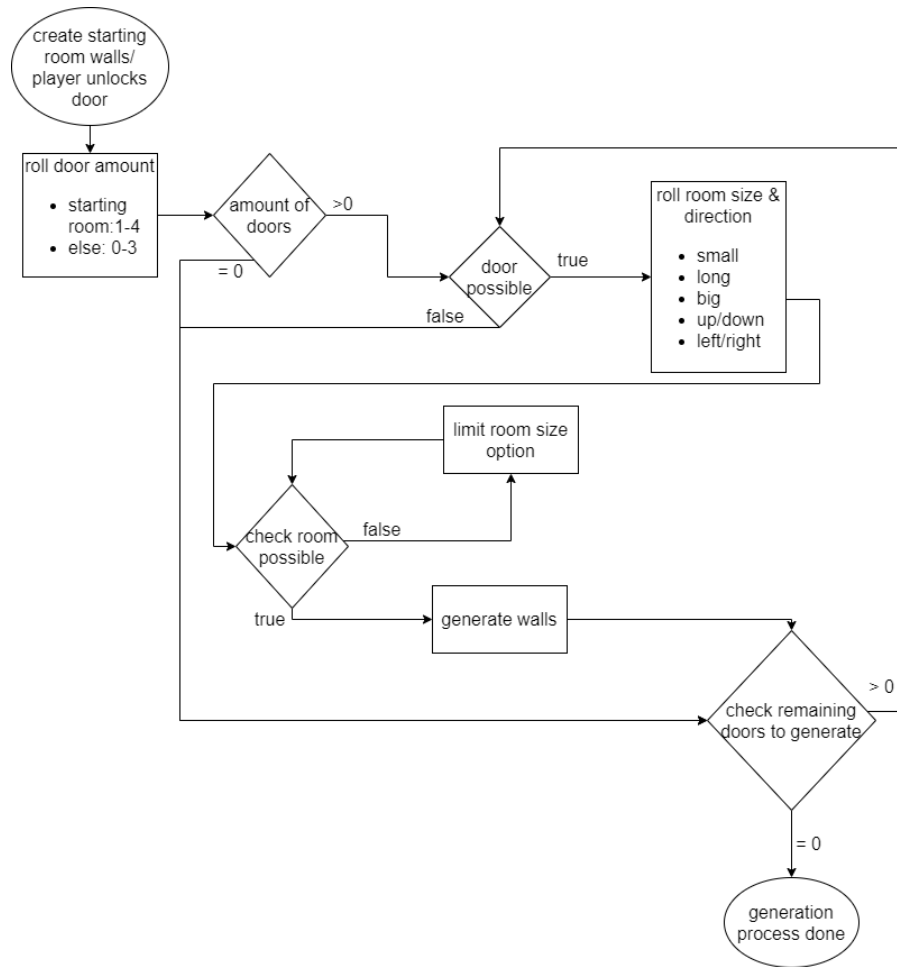 create starting
room walls/
player unlocks
door
roll door amount
• starting
room:1-4
• else: 0-3
amount of
doors
>0
= 0
door
possible
true
false
roll room size &
direction
• small
• long
• big
• up/down
• left/right
limit room size
option
check room
possible
false
true
generate walls
check remaining
doors to generate
> 0
= 0
generation
process done